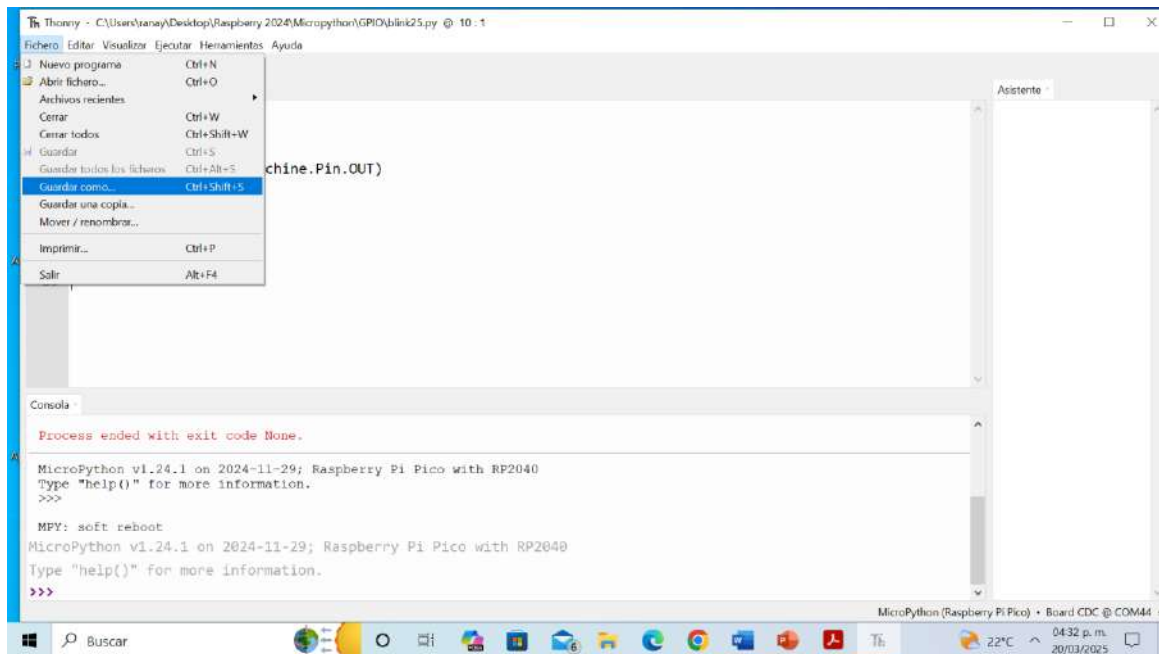 Th Thonny - C:\Users\ranay\Desktop\Raspberry 2024\Micropython\GPIO\blink25.py @ 10 : 1
Fichero Editar Visualizar Ejecutar Herramientas Ayuda
Nuevo programa Ctrl+N
Abrir fichero... Ctrl+O
Archivos recientes
Cerrar Ctrl+W
Cerrar todos Ctrl+Shift+W
Guardar Ctrl+S
Guardar todos los ficheros Ctrl+Alt+S
Guardar como... Ctrl+Shift+S
Guardar una copia...
Mover / renombrar...
Imprimir... Ctrl+P
Salir Alt+F4
chine.Pin.OUT)
Asistente
Consola
Process ended with exit code None.
MicroPython v1.24.1 on 2024-11-29; Raspberry Pi Pico with RP2040
Type "help()" for more information.
>>>
MPY: soft reboot
MicroPython v1.24.1 on 2024-11-29; Raspberry Pi Pico with RP2040
Type "help()" for more information.
>>>
MicroPython (Raspberry Pi Pico) • Board CDC @ COM44
Buscar
6
Th
22°C
04:32 p. m.
20/03/2025